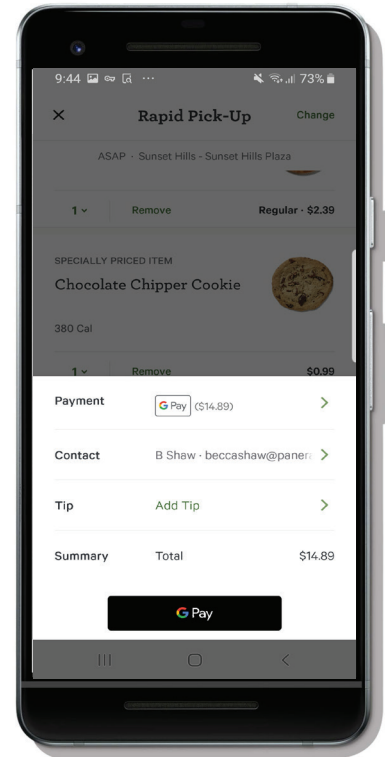 9:44 73%
Rapid Pick-Up Change
ASAP · Sunset Hills - Sunset Hills Plaza
1 Remove Regular · $2.39
SPECIALLY PRICED ITEM
Chocolate Chipper Cookie
380 Cal
1 Remove $0.99
Payment G Pay ($14.89)
Contact B Shaw · beccashaw@panera
Tip Add Tip
Summary Total $14.89
G Pay